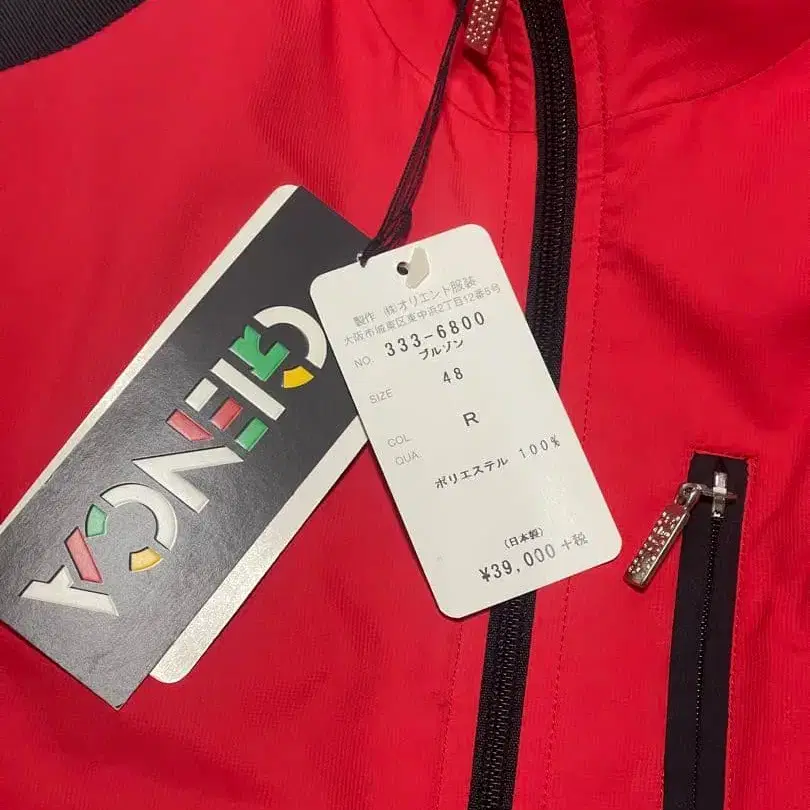 GIENCA
製作 ㈱オリエント服装
大阪市城東区東中浜2丁目12番5号
NO. 333-6800
ブルゾン
SIZE 48
COL R
QUA.
ポリエステル 100%
(日本製)
¥39,000+税